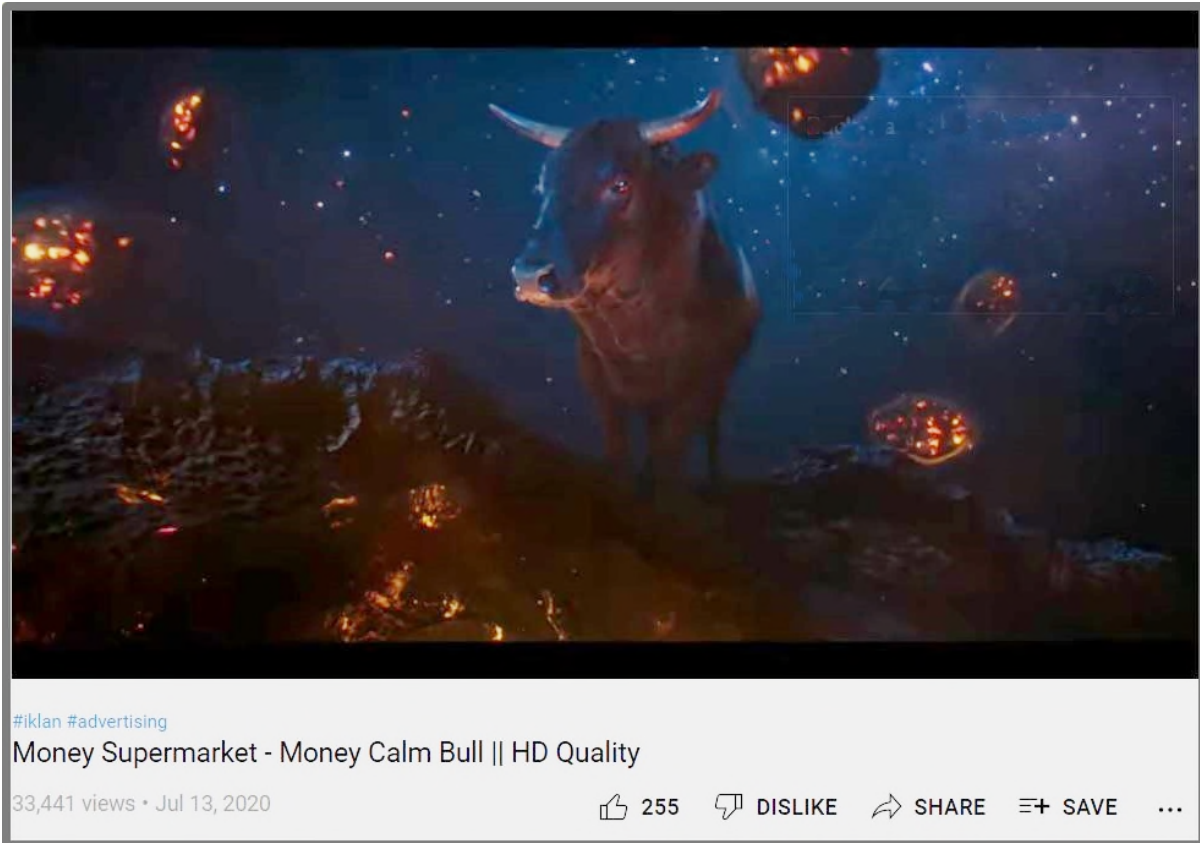 #iklan #advertising
Money Supermarket - Money Calm Bull || HD Quality
33,441 views • Jul 13, 2020
255 DISLIKE SHARE SAVE